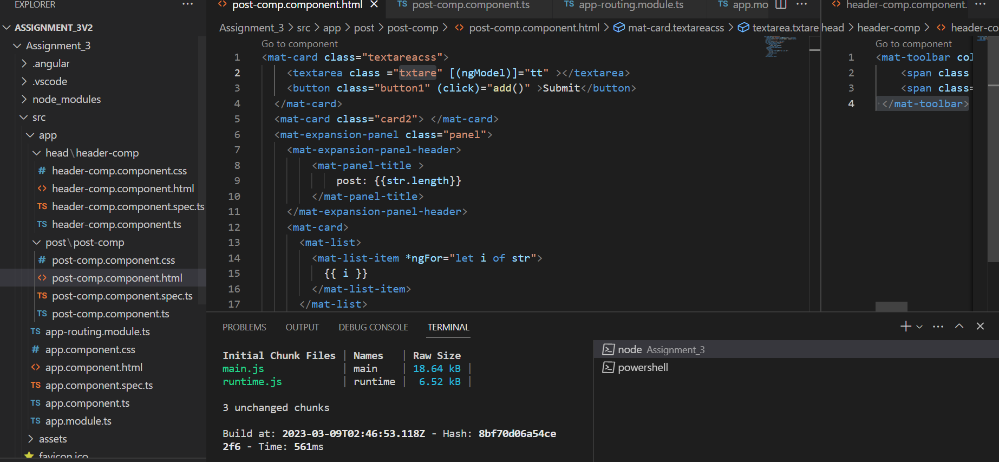 EXPLORER
ASSIGNMENT_3V2
Assignment_3
.angular
.vscode
node_modules
src
app
head\header-comp
# header-comp.component.css
<> header-comp.component.html
TS header-comp.component.spec.ts
TS header-comp.component.ts
post\post-comp
# post-comp.component.css
<> post-comp.component.html
TS post-comp.component.spec.ts
TS post-comp.component.ts
TS app-routing.module.ts
# app.component.css
<> app.component.html
TS app.component.spec.ts
TS app.component.ts
TS app.module.ts
assets
favicon.ico
<> post-comp.component.html TS post-comp.component.ts TS app-routing.module.ts TS app.mo
Assignment_3 > src > app > post > post-comp > <> post-comp.component.html > mat-card.textareacss > textarea.txtare
Go to component
1 <mat-card class="textareacss">
2 <textarea class ="txtare" [(ngModel)]="tt" ></textarea>
3 <button class="button1" (click)="add()" >Submit</button>
4 </mat-card>
5 <mat-card class="card2"> </mat-card>
6 <mat-expansion-panel class="panel">
7 <mat-expansion-panel-header>
8 <mat-panel-title >
9 post: {{str.length}}
10 </mat-panel-title>
11 </mat-expansion-panel-header>
12 <mat-card>
13 <mat-list>
14 <mat-list-item *ngFor="let i of str">
15 {{ i }}
16 </mat-list-item>
17 </mat-list>
<> header-comp.component.
head > header-comp > <> header-co
Go to component
1 <mat-toolbar col
2 <span class
3 <span class=
4 </mat-toolbar>
PROBLEMS OUTPUT DEBUG CONSOLE TERMINAL
Initial Chunk Files | Names | Raw Size
main.js | main | 18.64 kB |
runtime.js | runtime | 6.52 kB |
3 unchanged chunks
Build at: 2023-03-09T02:46:53.118Z - Hash: 8bf70d06a54ce
2f6 - Time: 561ms
node Assignment_3
powershell